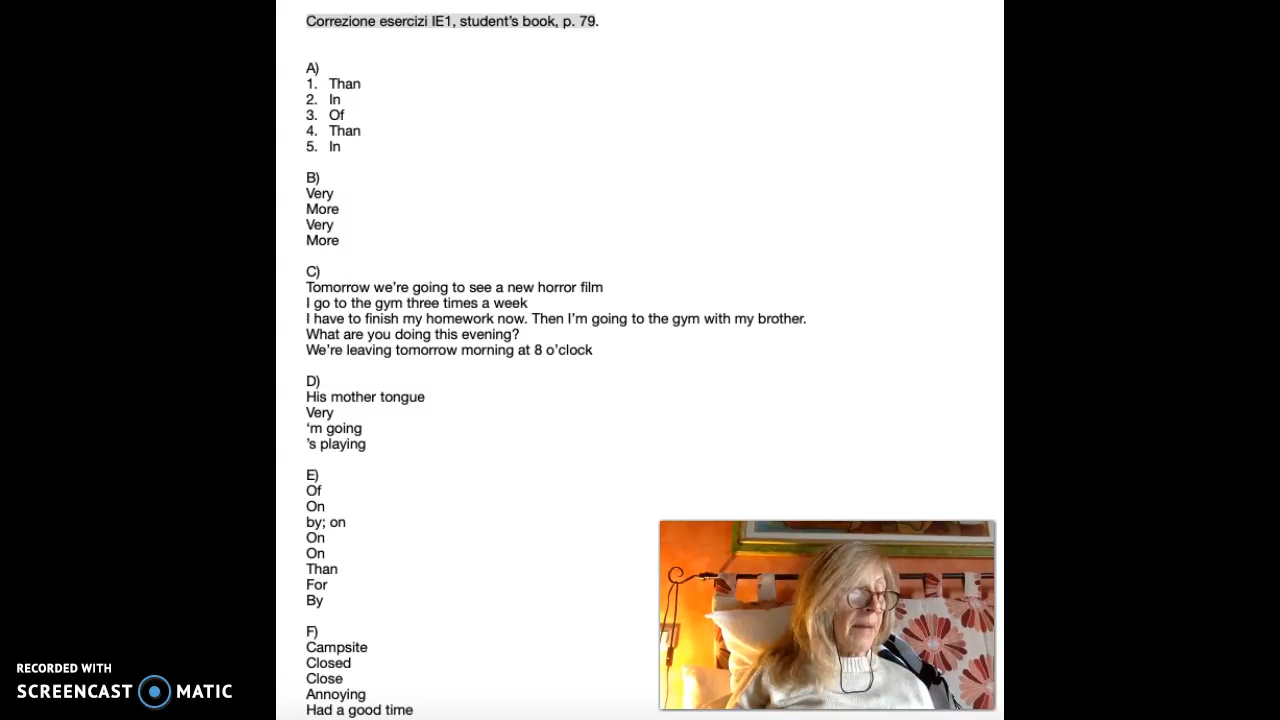 Correzione esercizi IE1, student's book, p. 79.
A)
1. Than
2. In
3. Of
4. Than
5. In
B)
Very
More
Very
More
C)
Tomorrow we're going to see a new horror film
I go to the gym three times a week
I have to finish my homework now. Then I'm going to the gym with my brother.
What are you doing this evening?
We're leaving tomorrow morning at 8 o'clock
D)
His mother tongue
Very
‘m going
’s playing
E)
Of
On
by; on
On
On
Than
For
By
F)
Campsite
Closed
Close
Annoying
Had a good time
RECORDED WITH
SCREENCAST MATIC